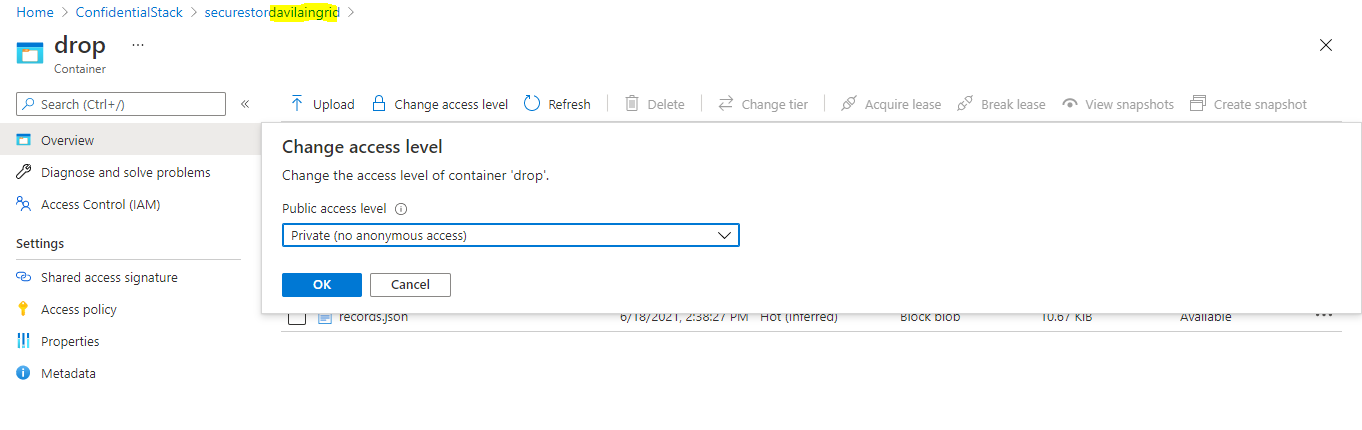 Home > ConfidentialStack > securestordavilaingrid >
drop ...
Container
Search (Ctrl+/) «
Upload Change access level Refresh Delete Change tier Acquire lease Break lease View snapshots Create snapshot
Overview
Diagnose and solve problems
Access Control (IAM)
Settings
Shared access signature
Access policy
Properties
Metadata
Change access level
Change the access level of container 'drop'.
Public access level
Private (no anonymous access)
OK Cancel
records.json 6/18/2021, 2:38:27 PM Hot (Inferred) Block blob 10.67 KiB Available ...